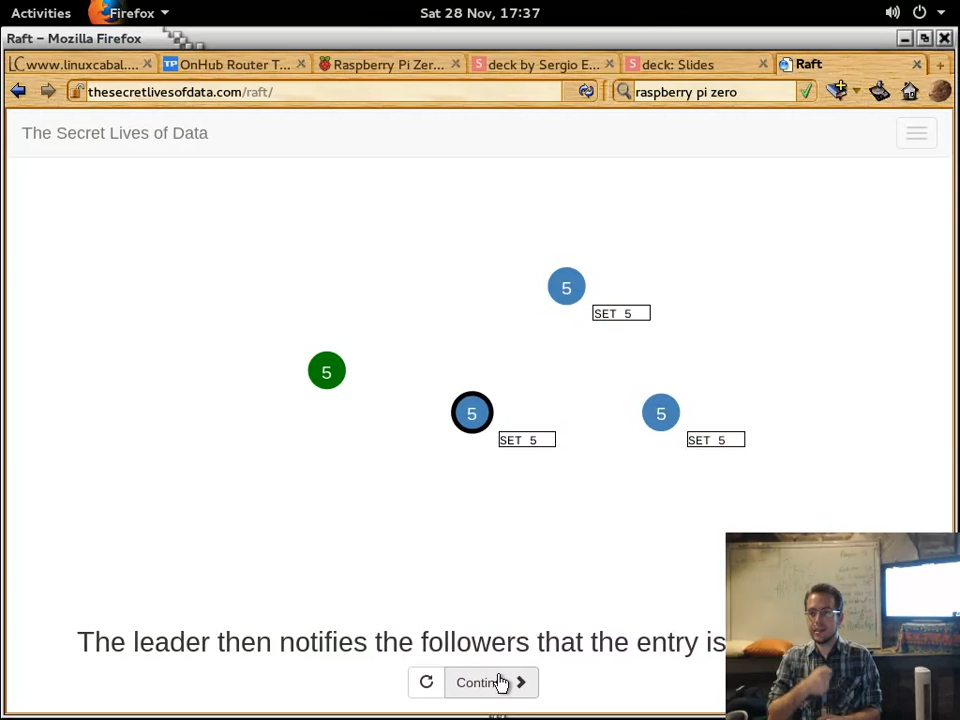 Activities Firefox Sat 28 Nov, 17:37
Raft – Mozilla Firefox
www.linuxcabal.... OnHub Router T... Raspberry Pi Zer... deck by Sergio E... deck: Slides Raft
thesecretlivesofdata.com/raft/ raspberry pi zero
The Secret Lives of Data
5
SET 5
5
5
SET 5
5
SET 5
The leader then notifies the followers that the entry is